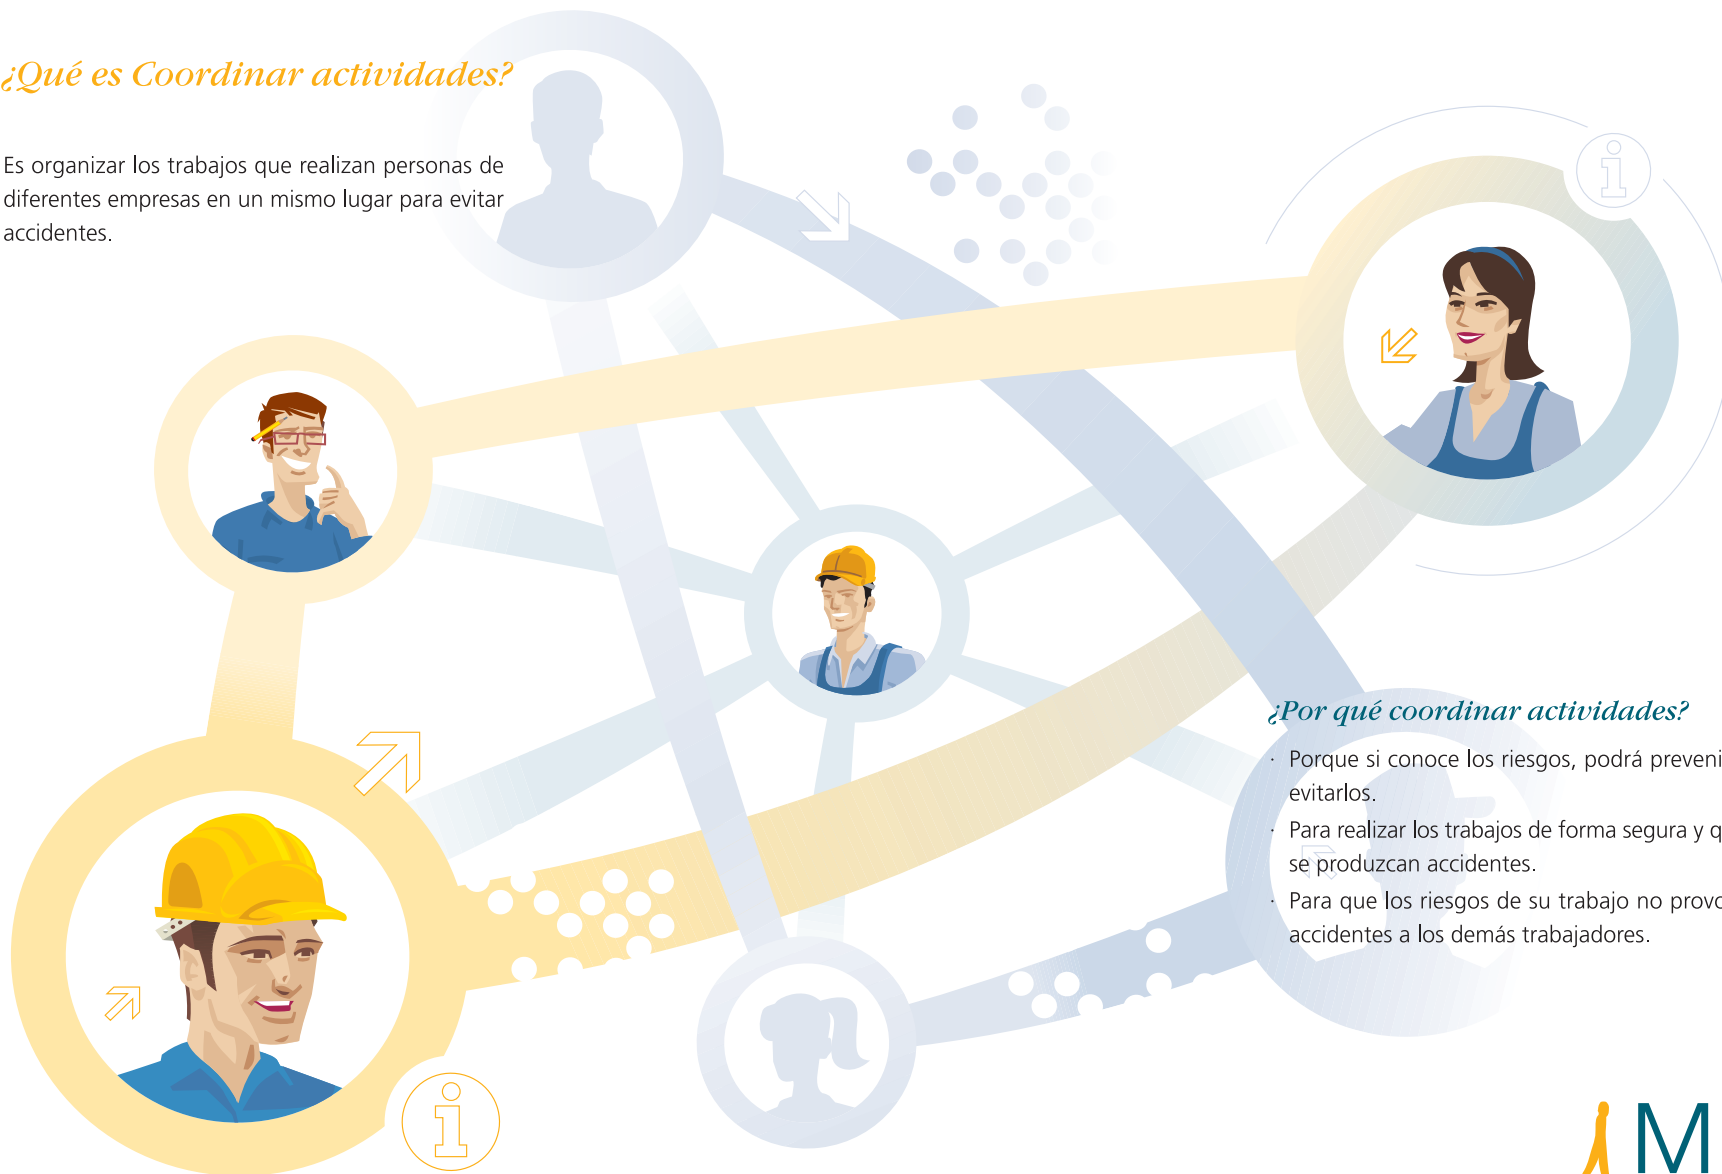 ¿Qué es Coordinar actividades?
Es organizar los trabajos que realizan personas de
diferentes empresas en un mismo lugar para evitar
accidentes.
¿Por qué coordinar actividades?
· Porque si conoce los riesgos, podrá preveni
evitarlos.
· Para realizar los trabajos de forma segura y q
se produzcan accidentes.
· Para que los riesgos de su trabajo no provo
accidentes a los demás trabajadores.
M